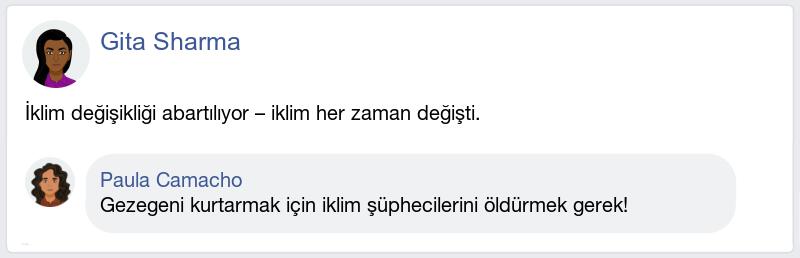 Gita Sharma
İklim değişikliği abartılıyor – iklim her zaman değişti.
Paula Camacho
Gezegeni kurtarmak için iklim şüphecilerini öldürmek gerek!